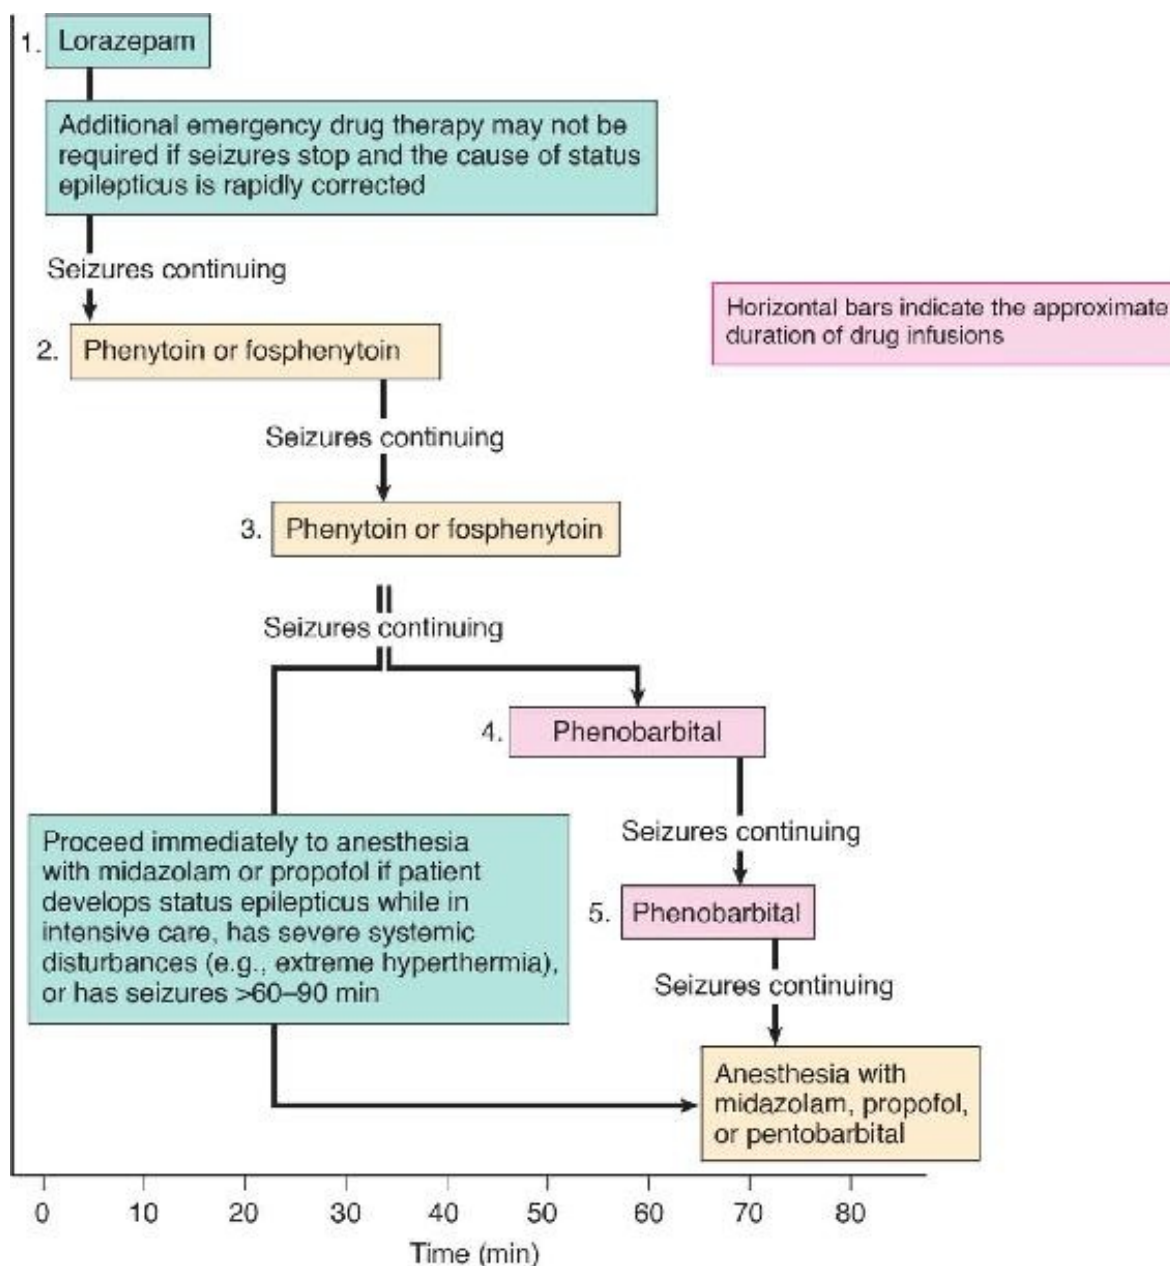 1. Lorazepam
Additional emergency drug therapy may not be
required if seizures stop and the cause of status
epilepticus is rapidly corrected
Seizures continuing
Horizontal bars indicate the approximate
duration of drug infusions
2. Phenytoin or fosphenytoin
Seizures continuing
3. Phenytoin or fosphenytoin
Seizures continuing
4. Phenobarbital
Seizures continuing
Proceed immediately to anesthesia
with midazolam or propofol if patient
develops status epilepticus while in
intensive care, has severe systemic
disturbances (e.g., extreme hyperthermia),
or has seizures >60–90 min
5. Phenobarbital
Seizures continuing
Anesthesia with
midazolam, propofol,
or pentobarbital
0 10 20 30 40 50 60 70 80
Time (min)